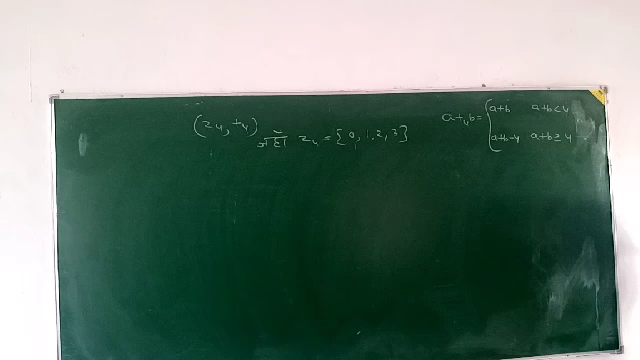 (Z₄, +₄) जहाँ Z₄ = {0, 1, 2, 3}
a +₄ b = { a+b   a+b < 4
a+b-4   a+b ≥ 4